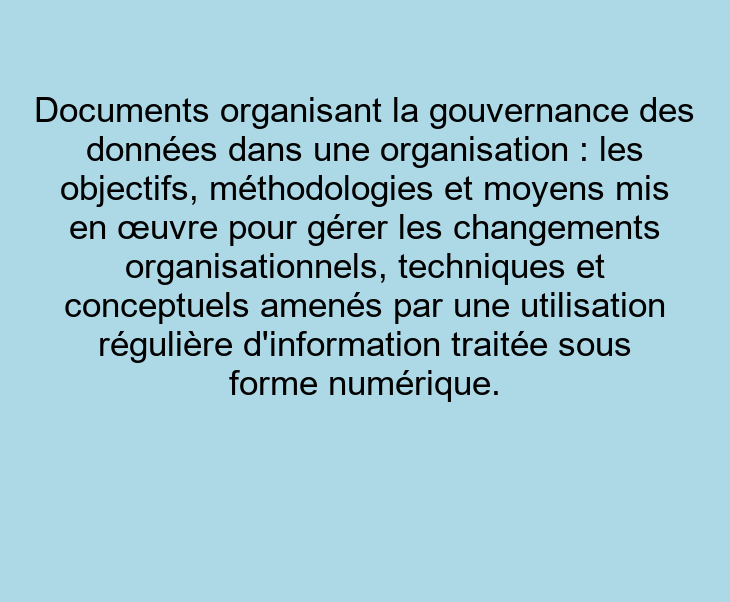 Documents organisant la gouvernance des
données dans une organisation : les
objectifs, méthodologies et moyens mis
en œuvre pour gérer les changements
organisationnels, techniques et
conceptuels amenés par une utilisation
régulière d'information traitée sous
forme numérique.